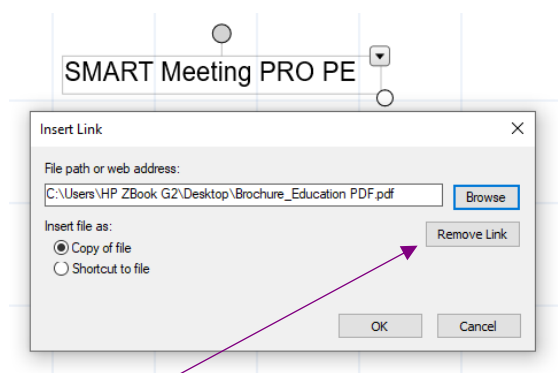 SMART Meeting PRO PE
Insert Link
File path or web address:
C:\Users\HP ZBook G2\Desktop\Brochure_Education PDF.pdf
Browse
Insert file as:
Remove Link
Copy of file
Shortcut to file
OK Cancel